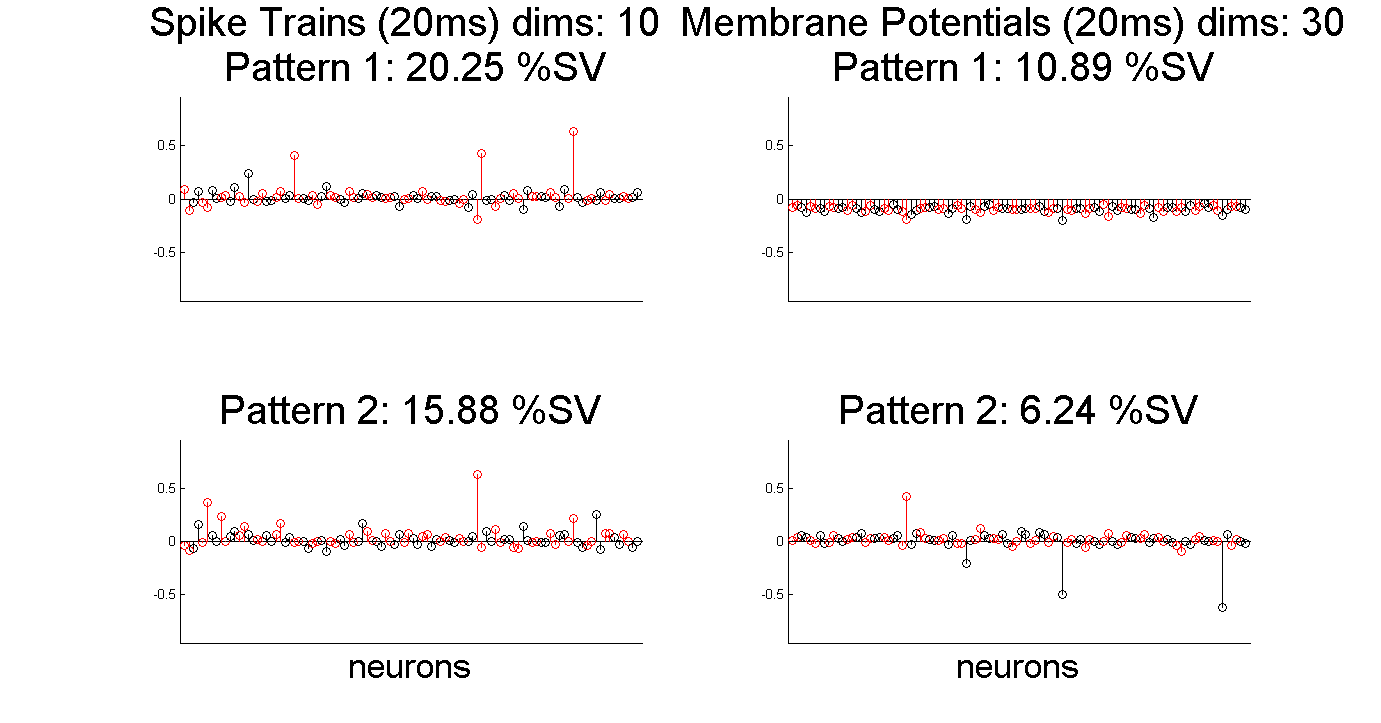 Spike Trains (20ms) dims: 10
Pattern 1: 20.25 %SV
0.5
0
-0.5
Membrane Potentials (20ms) dims: 30
Pattern 1: 10.89 %SV
0.5
0
-0.5
Pattern 2: 15.88 %SV
0.5
0
-0.5
neurons
Pattern 2: 6.24 %SV
0.5
0
-0.5
neurons